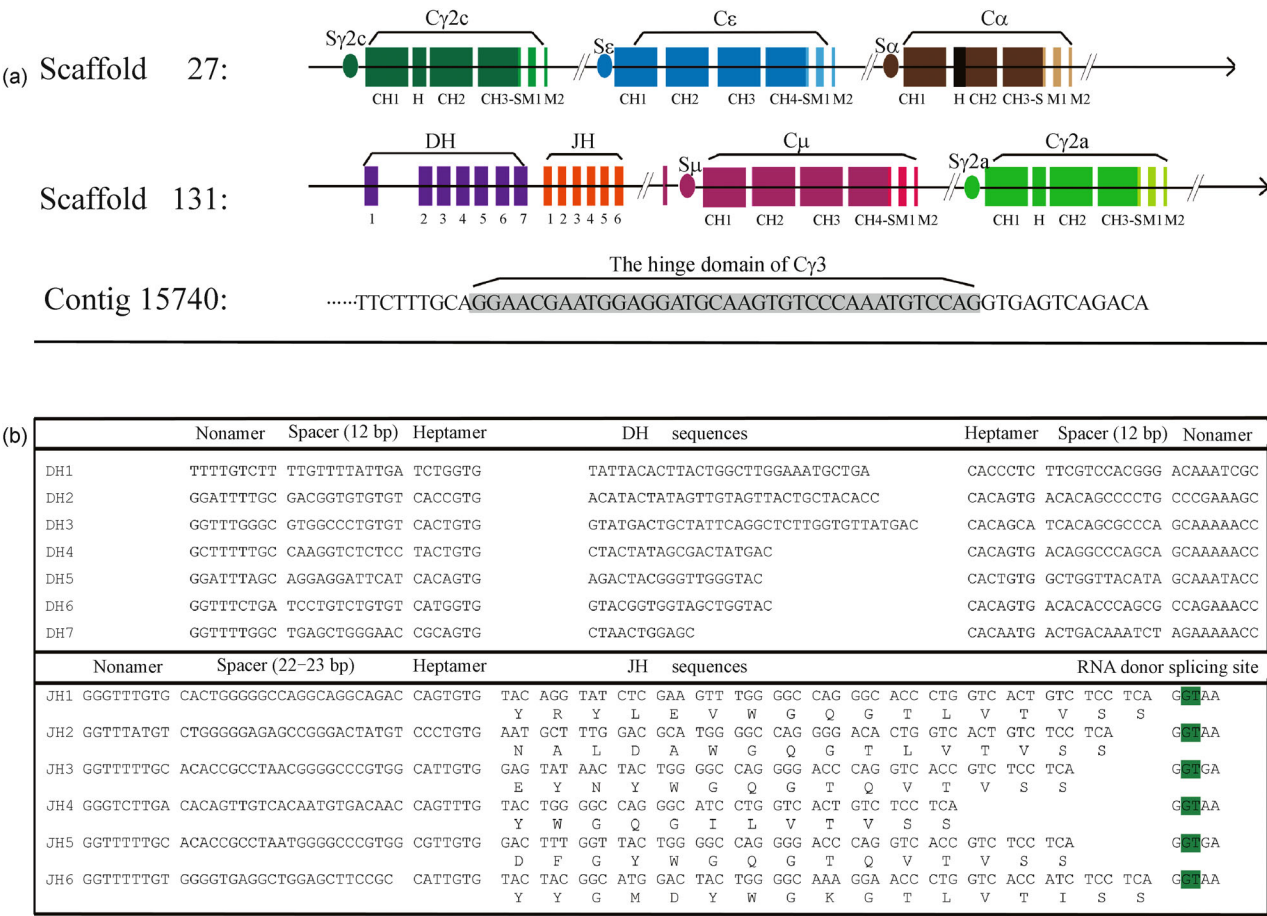 (a)
Cγ2c Cε Cα
Sγ2c Sε Sα
Scaffold 27:
CH1 H CH2 CH3-S M1 M2 CH1 CH2 CH3 CH4-S M1 M2 CH1 H CH2 CH3-S M1 M2
DH JH Cμ Cγ2a
Sμ Sγ2a
Scaffold 131:
1 2 3 4 5 6 7 1 2 3 4 5 6 CH1 CH2 CH3 CH4-S M1 M2 CH1 H CH2 CH3-S M1 M2
The hinge domain of Cγ3
Contig 15740: ······TTCTTTGCAGGAACGAATGGAGGATGCAAGTGTCCCAAATGTCCAGGTGAGTCAGACA
(b)
Nonamer Spacer (12 bp) Heptamer DH sequences Heptamer Spacer (12 bp) Nonamer
DH1 TTTTGTCTT TTGTTTTATTGA TCTGGTG TATTACACTTACTGGCTTGGAAATGCTGA CACCCTC TTCGTCCACGGG ACAAATCGC
DH2 GGATTTTGC GACGGTGTGTGT CACCGTG ACATACTATAGTTGTAGTTACTGCTACACC CACAGTG ACACAGCCCCTG CCCGAAAGC
DH3 GGTTTGGGC GTGGCCCTGTGT CACTGTG GTATGACTGCTATTCAGGCTCTTGGTGTTATGAC CACAGCA TCACAGCGCCCA GCAAAAACC
DH4 GCTTTTTGC CAAGGTCTCTCC TACTGTG CTACTATAGCGACTATGAC CACAGTG ACAGGCCCAGCA GCAAAAACC
DH5 GGATTTAGC AGGAGGATTCAT CACAGTG AGACTACGGGTTGGGTAC CACTGTG GCTGGTTACATA GCAAATACC
DH6 GGTTTCTGA TCCTGTCTGTGT CATGGTG GTACGGTGGTAGCTGGTAC CACAGTG ACACACCCAGCG CCAGAAACC
DH7 GGTTTTGGC TGAGCTGGGAAC CGCAGTG CTAACTGGAGC CACAATG ACTGACAAATCT AGAAAAACC
Nonamer Spacer (22–23 bp) Heptamer JH sequences RNA donor splicing site
JH1 GGGTTTGTG CACTGGGGGCCAGGCAGGCAGAC CAGTGTG TAC AGG TAT CTC GAA GTT TGG GGC CAG GGC ACC CTG GTC ACT GTC TCC TCA GGTAA
Y R Y L E V W G Q G T L V T V S S
JH2 GGTTTATGT CTGGGGGAGAGCCGGGACTATGT CCCTGTG AAT GCT TTG GAC GCA TGG GGC CAG GGG ACA CTG GTC ACT GTC TCC TCA GGTAA
N A L D A W G Q G T L V T V S S
JH3 GGTTTTTGC ACACCGCCTAACGGGGCCCGTGG CATTGTG GAG TAT AAC TAC TGG GGC CAG GGG ACC CAG GTC ACC GTC TCC TCA GGTGA
E Y N Y W G Q G T Q V T V S S
JH4 GGGTCTTGA CACAGTTGTCACAATGTGACAAC CAGTTTG TAC TGG GGC CAG GGC ATC CTG GTC ACT GTC TCC TCA GGTAA
Y W G Q G I L V T V S S
JH5 GGTTTTTGC ACACCGCCTAATGGGGCCCGTGG CGTTGTG GAC TTT GGT TAC TGG GGC CAG GGG ACC CAG GTC ACC GTC TCC TCA GGTGA
D F G Y W G Q G T Q V T V S S
JH6 GGTTTTTGT GGGGTGAGGCTGGAGCTTCCGC CATTGTG TAC TAC GGC ATG GAC TAC TGG GGC AAA GGA ACC CTG GTC ACC ATC TCC TCA GGTAA
Y Y G M D Y W G K G T L V T I S S